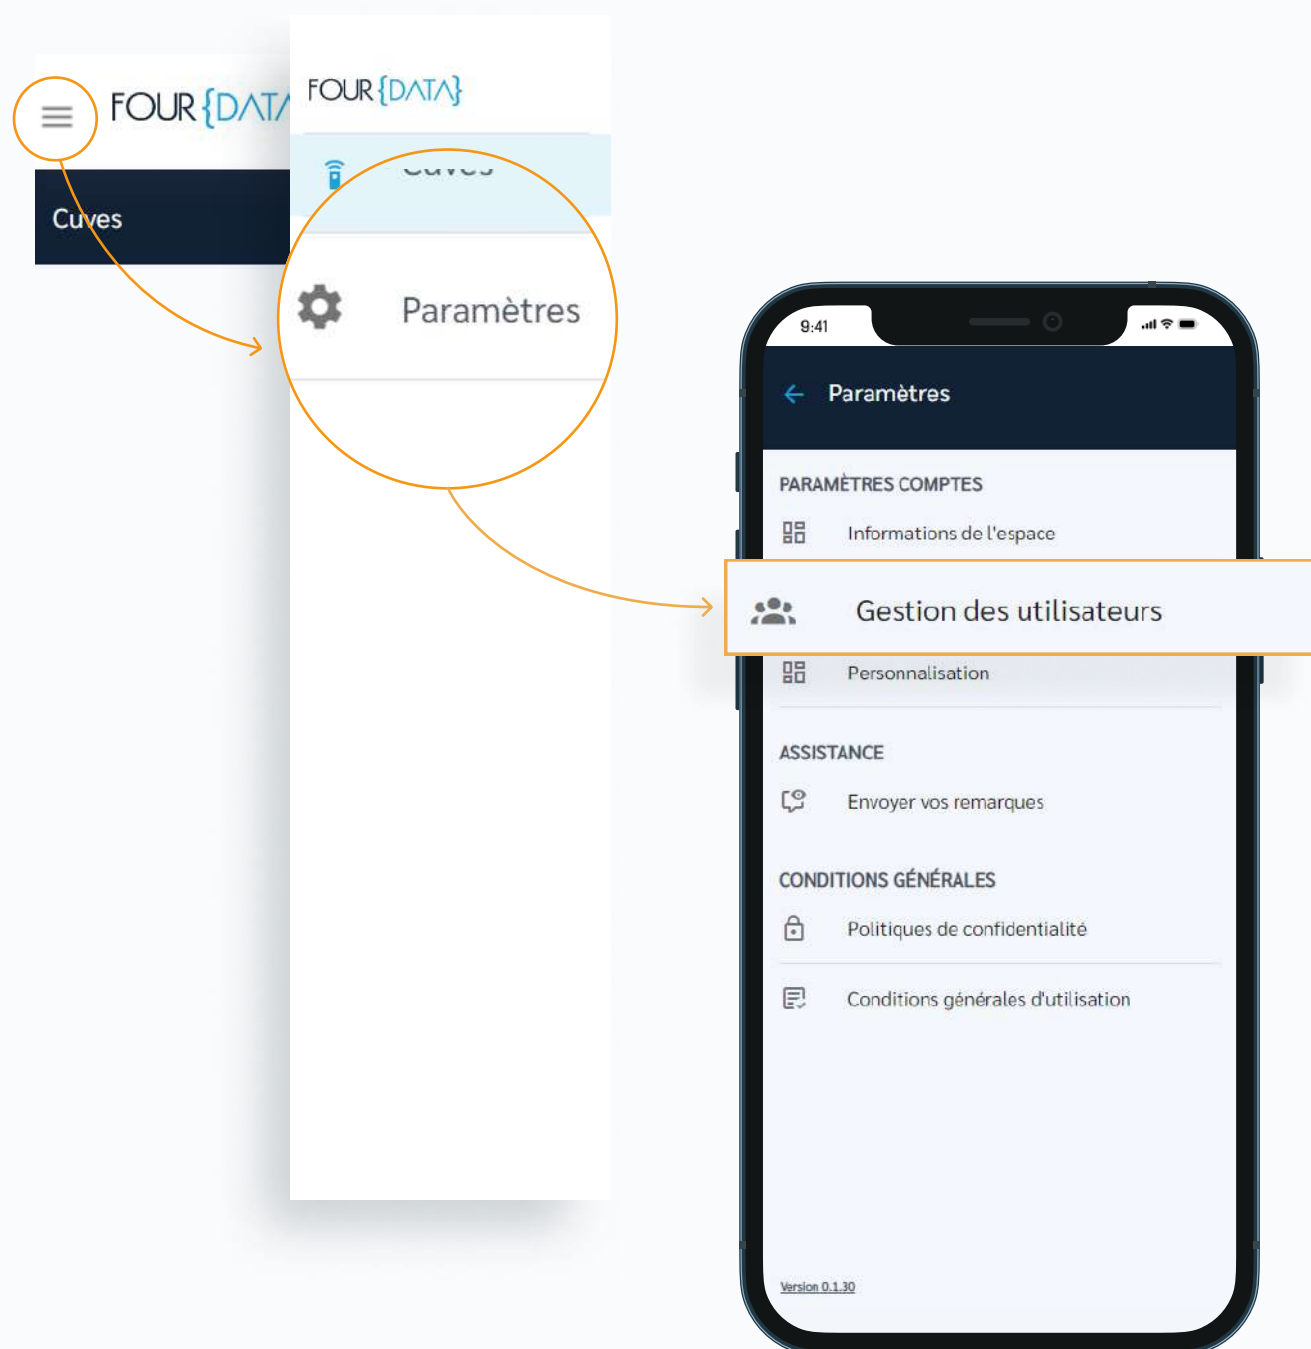 FOUR {DATA
Cuves
FOUR {DATA}
Cuves
Paramètres
9:41
Paramètres
PARAMÈTRES COMPTES
Informations de l'espace
Gestion des utilisateurs
Personnalisation
ASSISTANCE
Envoyer vos remarques
CONDITIONS GÉNÉRALES
Politiques de confidentialité
Conditions générales d'utilisation
Version 0.1.30